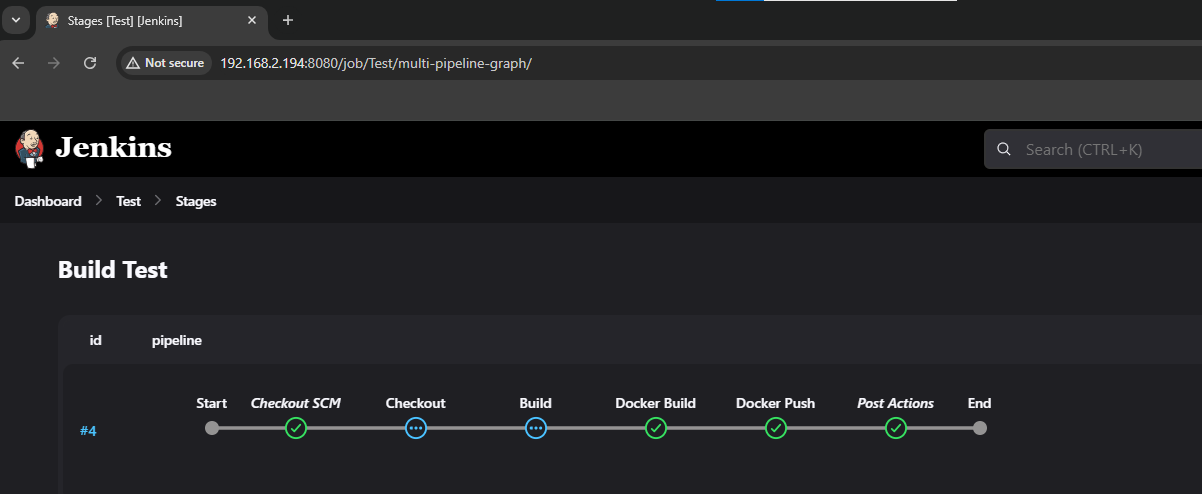 Stages [Test] [Jenkins]
Not secure 192.168.2.194:8080/job/Test/multi-pipeline-graph/
Jenkins
Search (CTRL+K)
Dashboard Test Stages
Build Test
id pipeline
Start Checkout SCM Checkout Build Docker Build Docker Push Post Actions End
#4